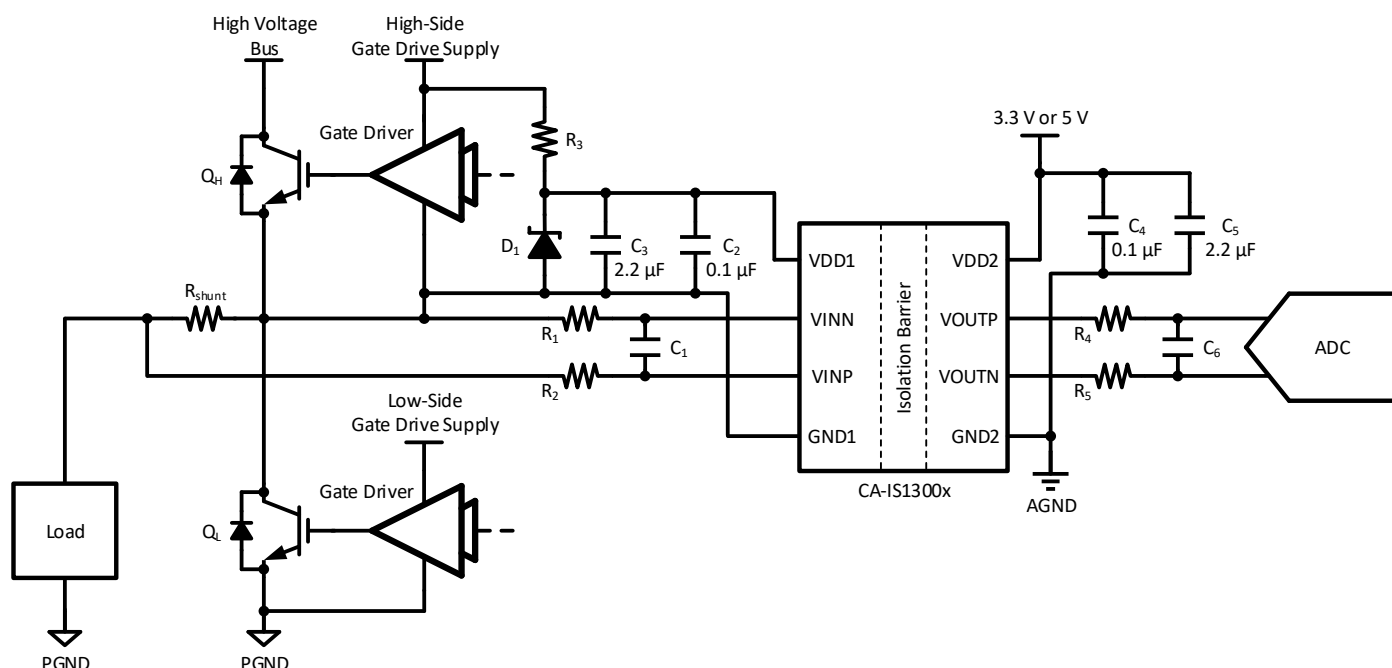 High Voltage
Bus
High-Side
Gate Drive Supply
Gate Driver
QH
R3
D1
C3
2.2 µF
C2
0.1 µF
3.3 V or 5 V
C4
0.1 µF
C5
2.2 µF
Rshunt
R1
C1
R2
VDD1
VINN
VINP
GND1
Isolation Barrier
VDD2
VOUTP
VOUTN
GND2
CA-IS1300x
R4
C6
R5
ADC
AGND
Low-Side
Gate Drive Supply
Gate Driver
QL
Load
PGND
PGND